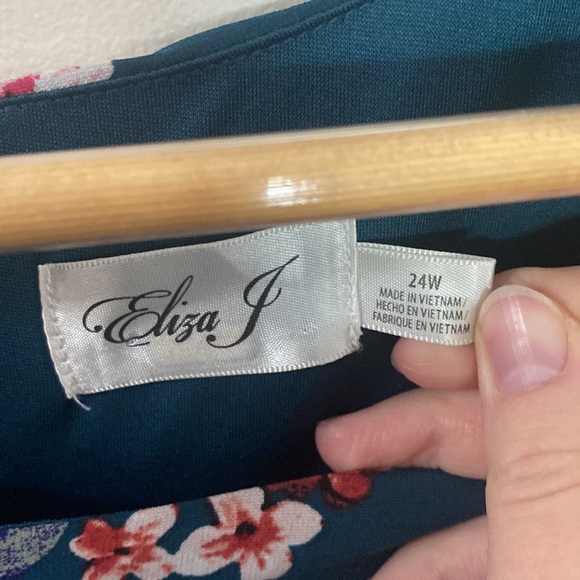 Eliza J
24W
MADE IN VIETNAM/
HECHO EN VIETNAM/
FABRIQUE EN VIETNAM